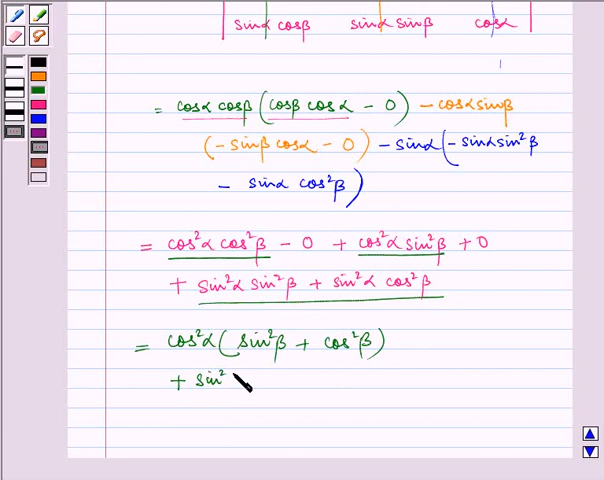 sinα cosβ sinα sinβ cosα
= cosα cosβ (cosβ cosα - 0) - cosα sinβ
(- sinβ cosα - 0) - sinα (- sinα sin²β
- sinα cos²β)
= cos²α cos²β - 0 + cos²α sin²β + 0
+ sin²α sin²β + sin²α cos²β
= cos²α (sin²β + cos²β)
+ sin²